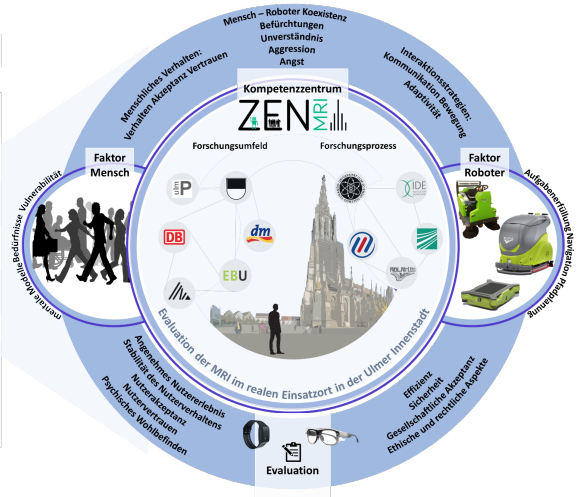 Mensch – Roboter Koexistenz
Befürchtungen
Unverständnis
Aggression
Angst
Menschliches Verhalten:
Verhalten Akzeptanz Vertrauen
Interaktionsstrategien:
Kommunikation Bewegung
Adaptivität
Kompetenzzentrum
ZEN
MRI
Forschungsumfeld
Forschungsprozess
Faktor
Mensch
Faktor
Roboter
mentale Modelle Bedürfnisse Vulnerabilität
Aufgabenerfüllung Navigation Pfadplanung
ulm
P
IDE
DB
dm
EBU
ADLATUS
Evaluation der MRI im realen Einsatzort in der Ulmer Innenstadt
Angenehmes Nutzererlebnis
Stabilität des Nutzerverhaltens
Nutzerakzeptanz
Nutzervertrauen
Psychisches Wohlbefinden
Effizienz
Sicherheit
Gesellschaftliche Akzeptanz
Ethische und rechtliche Aspekte
Evaluation